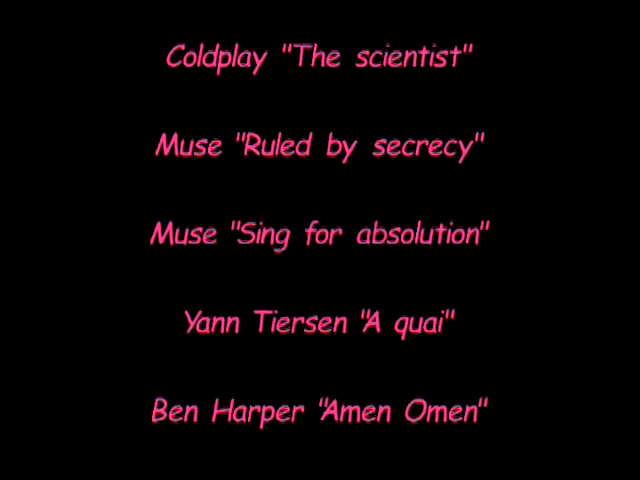 Coldplay "The scientist"
Muse "Ruled by secrecy"
Muse "Sing for absolution"
Yann Tiersen "A quai"
Ben Harper "Amen Omen"